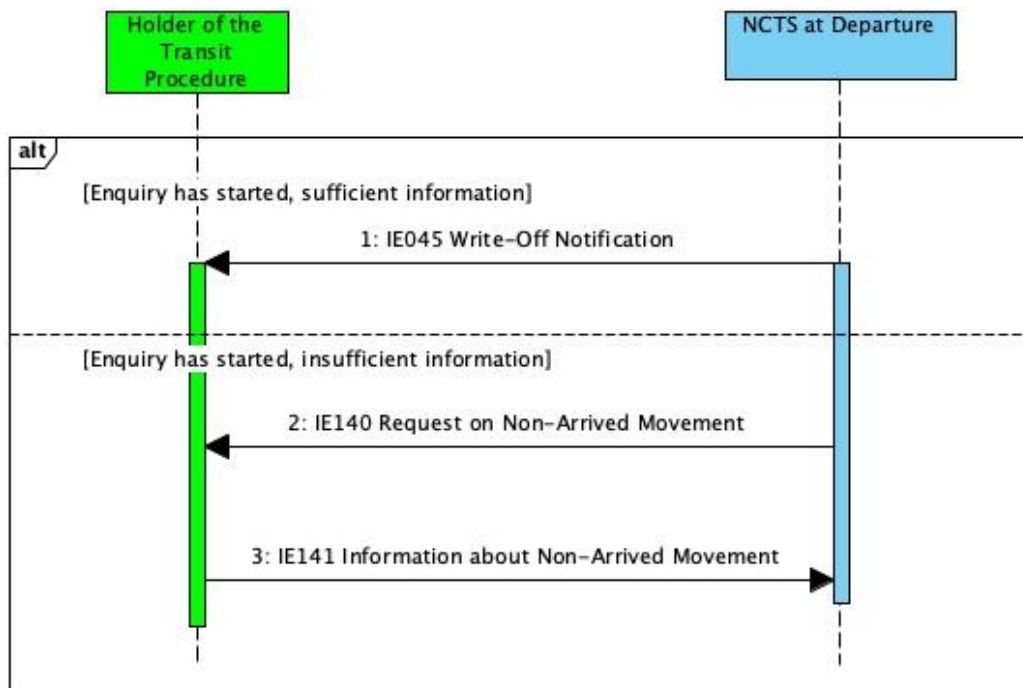 Holder of the
Transit
Procedure
NCTS at Departure
alt
[Enquiry has started, sufficient information]
1: IE045 Write-Off Notification
[Enquiry has started, insufficient information]
2: IE140 Request on Non-Arrived Movement
3: IE141 Information about Non-Arrived Movement